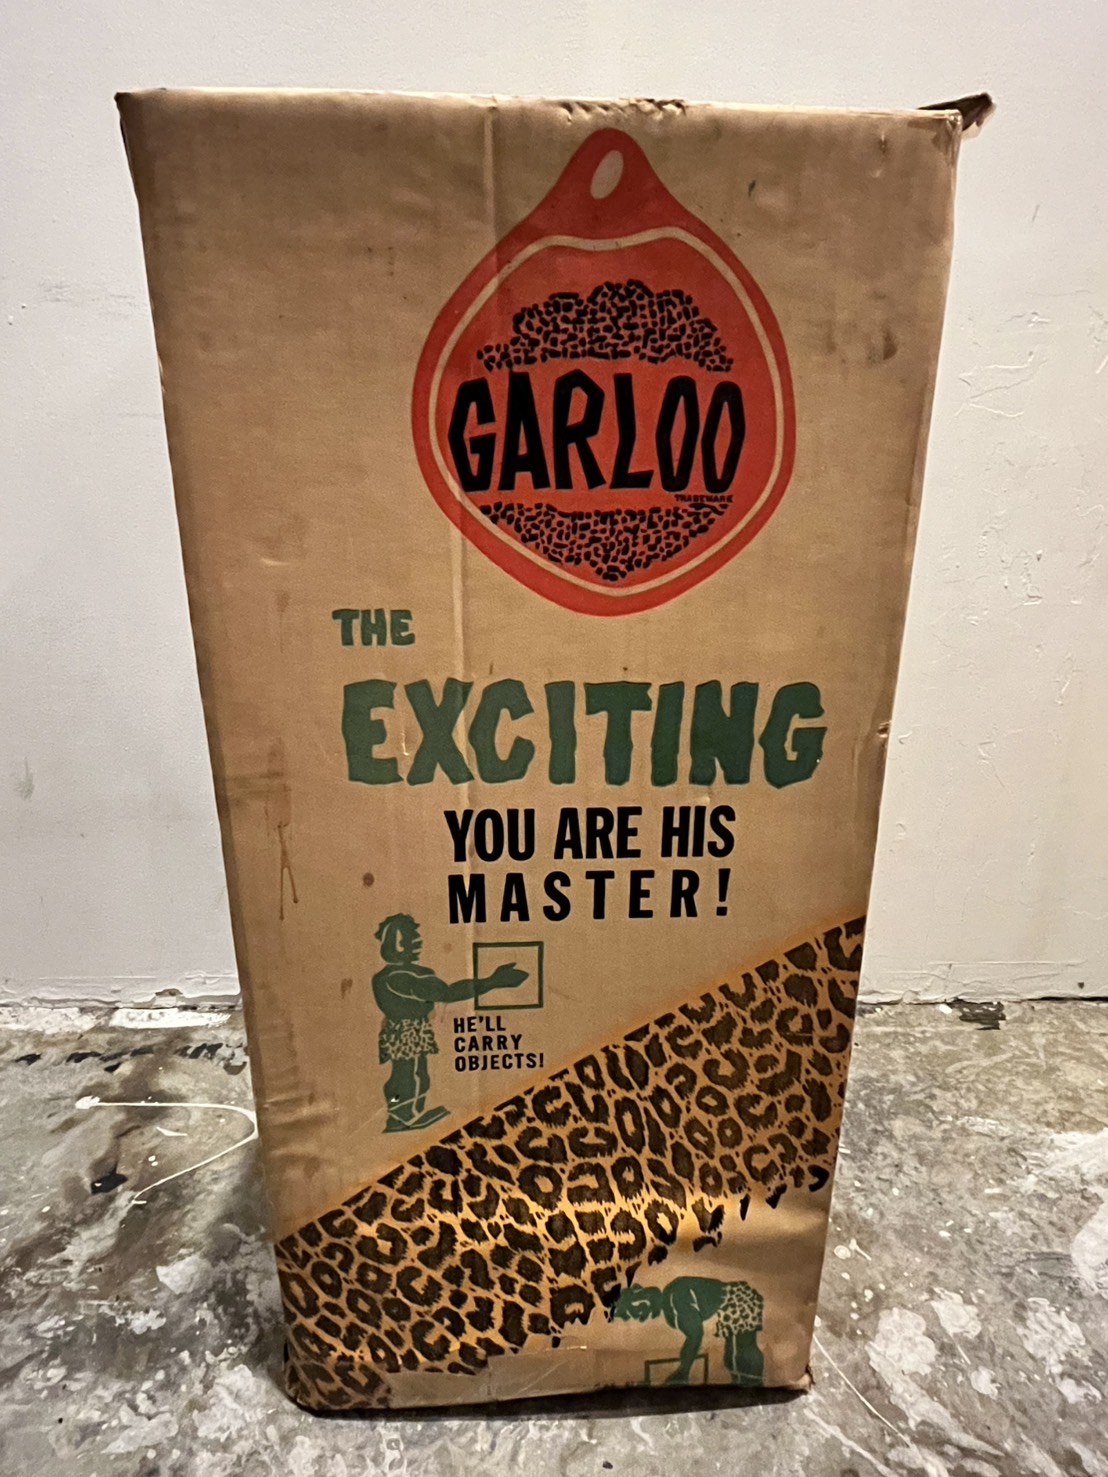 GARLOO
TRADEMARK
THE
EXCITING
YOU ARE HIS
MASTER!
HE'LL
CARRY
OBJECTS!